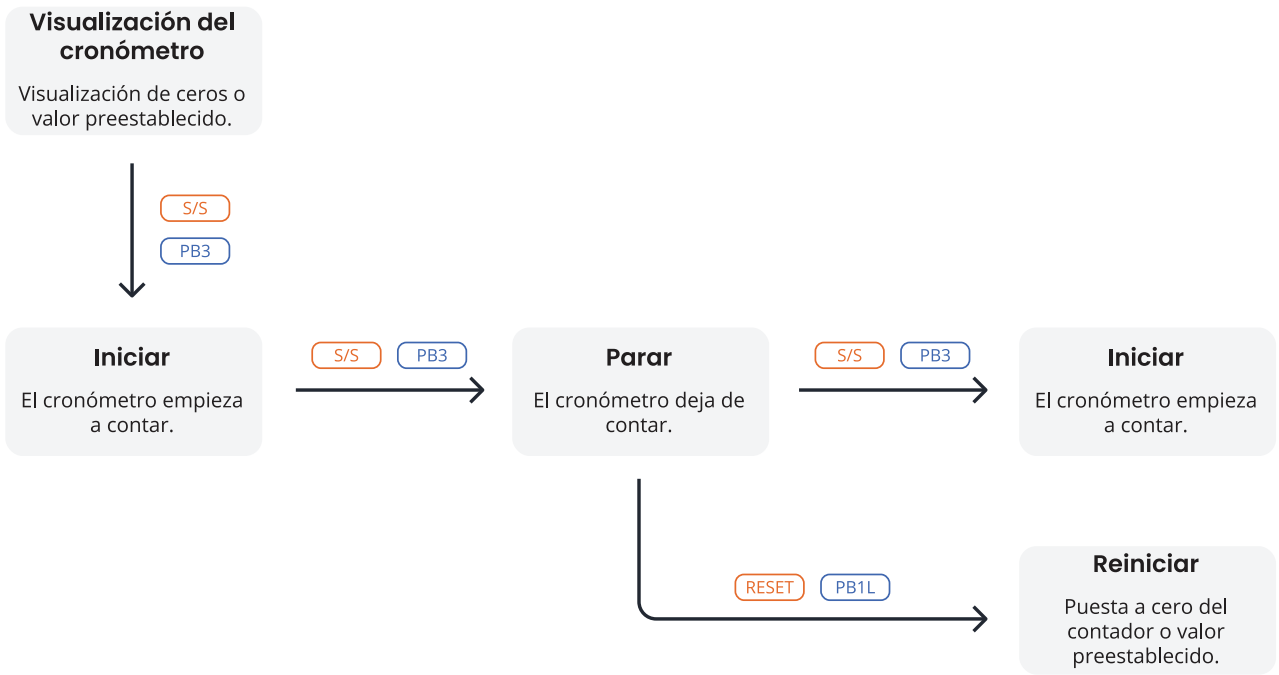 Visualización del
cronómetro
Visualización de ceros o
valor preestablecido.
S/S
PB3
Iniciar
El cronómetro empieza
a contar.
S/S PB3
Parar
El cronómetro deja de
contar.
S/S PB3
Iniciar
El cronómetro empieza
a contar.
RESET PB1L
Reiniciar
Puesta a cero del
contador o valor
preestablecido.